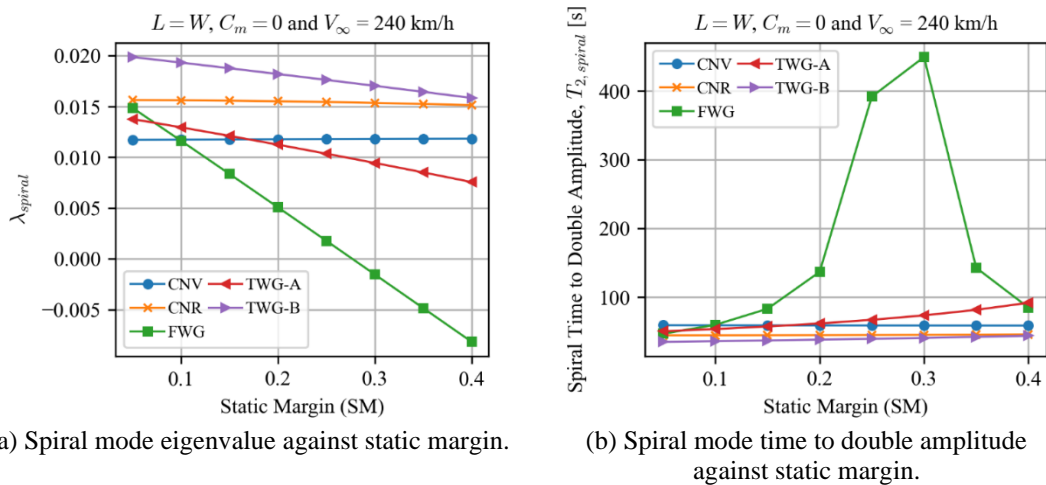 L = W, C_m = 0 and V_∞ = 240 km/h
0.020
0.015
0.010
0.005
0.000
−0.005
λ_spiral
CNV
CNR
FWG
TWG-A
TWG-B
0.1
0.2
0.3
0.4
Static Margin (SM)
a) Spiral mode eigenvalue against static margin.
L = W, C_m = 0 and V_∞ = 240 km/h
Spiral Time to Double Amplitude, T_2,spiral [s]
400
300
200
100
CNV
CNR
FWG
TWG-A
TWG-B
0.1
0.2
0.3
0.4
Static Margin (SM)
(b) Spiral mode time to double amplitude
against static margin.